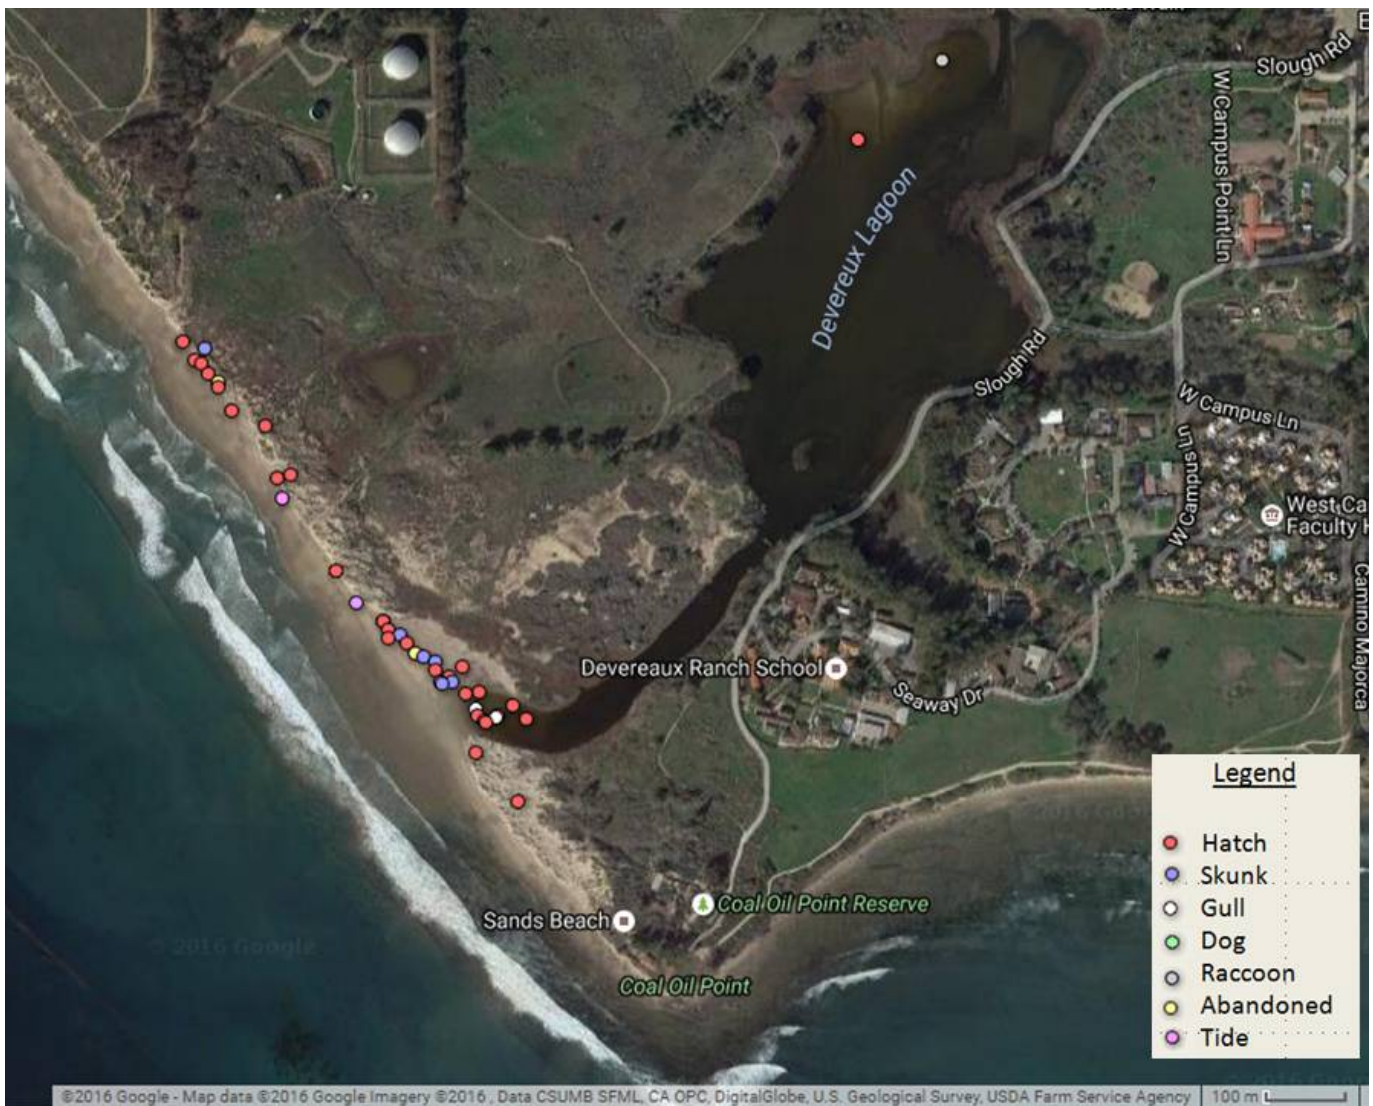 Slough Rd
E
W Campus Point Ln
Devereux Lagoon
Slough Rd
W Campus Ln
W Campus Ln
West Ca
Faculty H
Camino Majorca
Devereaux Ranch School
Seaway Dr
Coal Oil Point Reserve
Sands Beach
Coal Oil Point
© 2016 Google
Legend
Hatch
Skunk
Gull
Dog
Raccoon
Abandoned
Tide
©2016 Google - Map data ©2016 Google Imagery ©2016 , Data CSUMB SFML, CA OPC, DigitalGlobe, U.S. Geological Survey, USDA Farm Service Agency
100 m